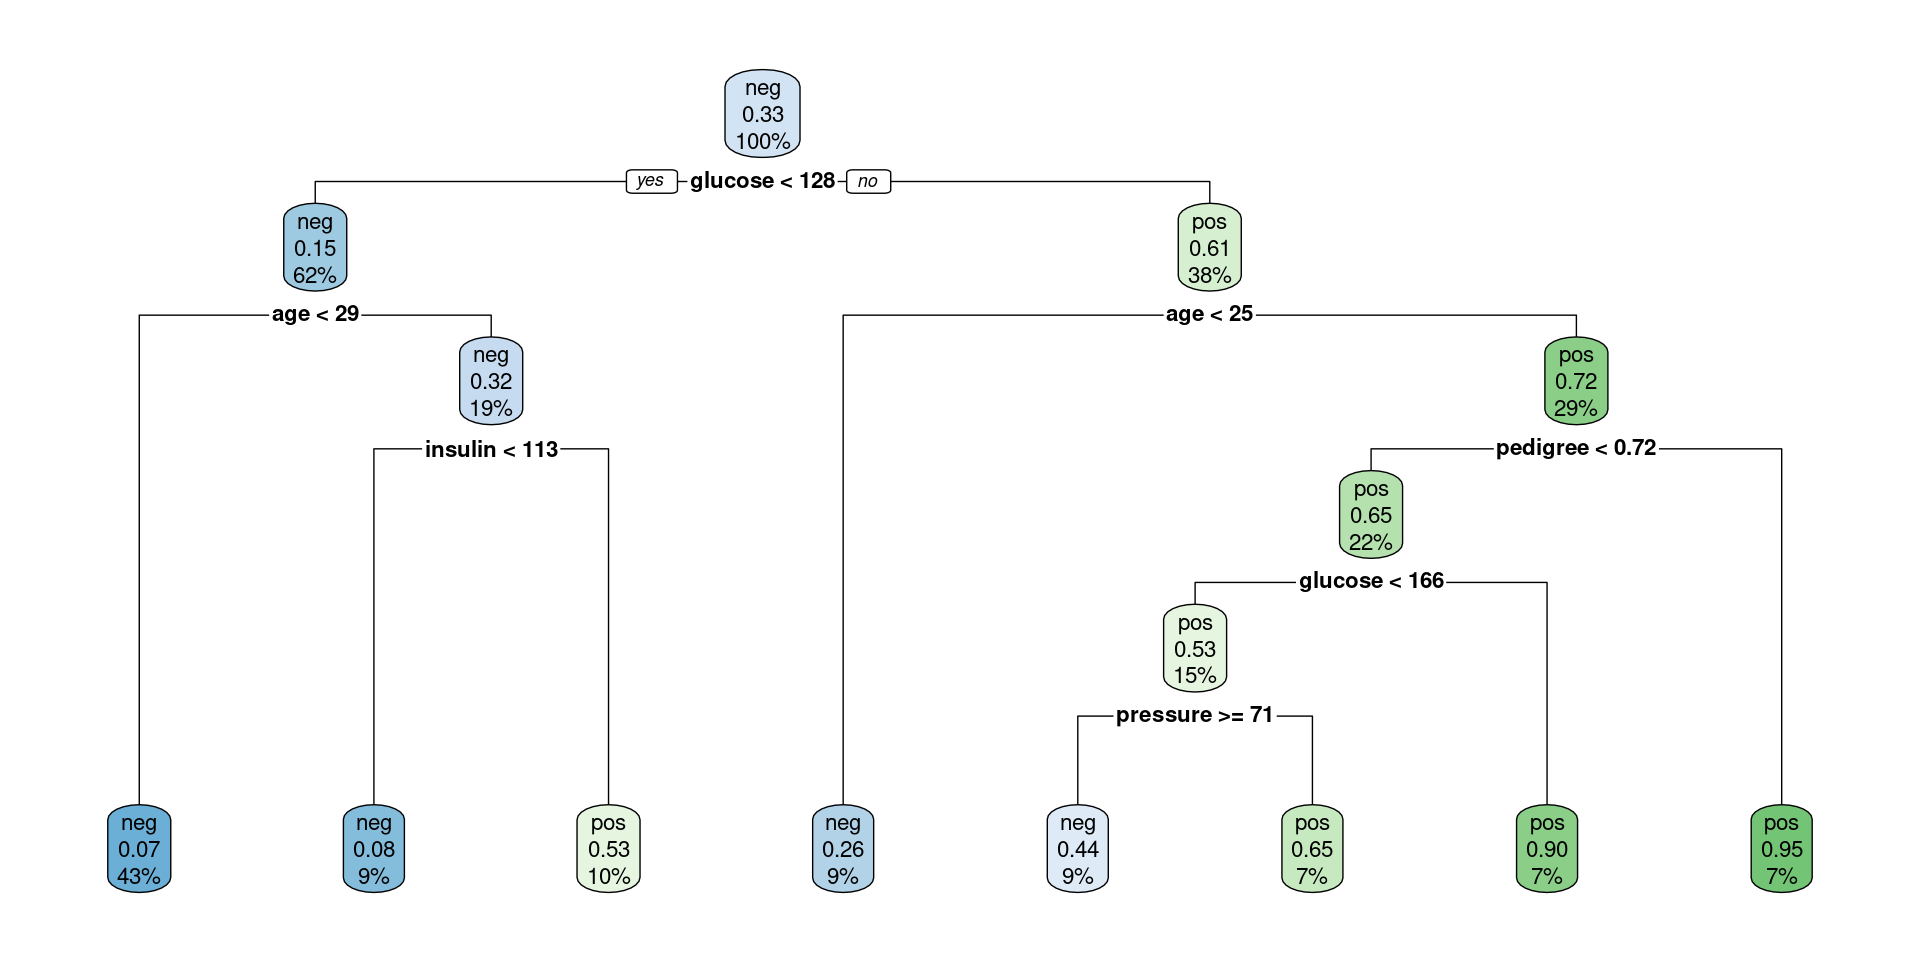 neg
0.33
100%
yes glucose < 128 no
neg
0.15
62%
pos
0.61
38%
age < 29
age < 25
neg
0.32
19%
pos
0.72
29%
insulin < 113
pedigree < 0.72
pos
0.65
22%
glucose < 166
pos
0.53
15%
pressure >= 71
neg
0.07
43%
neg
0.08
9%
pos
0.53
10%
neg
0.26
9%
neg
0.44
9%
pos
0.65
7%
pos
0.90
7%
pos
0.95
7%